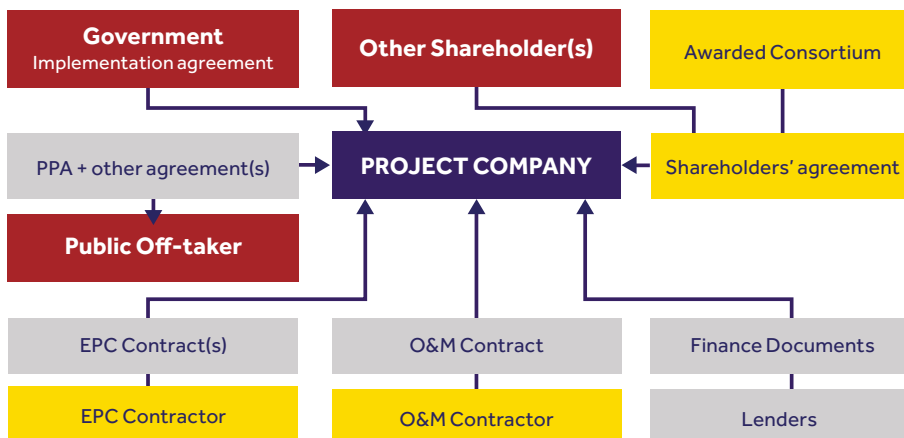 Government
Implementation agreement
Other Shareholder(s)
Awarded Consortium
PPA + other agreement(s)
PROJECT COMPANY
Shareholders’ agreement
Public Off-taker
EPC Contract(s)
O&M Contract
Finance Documents
EPC Contractor
O&M Contractor
Lenders